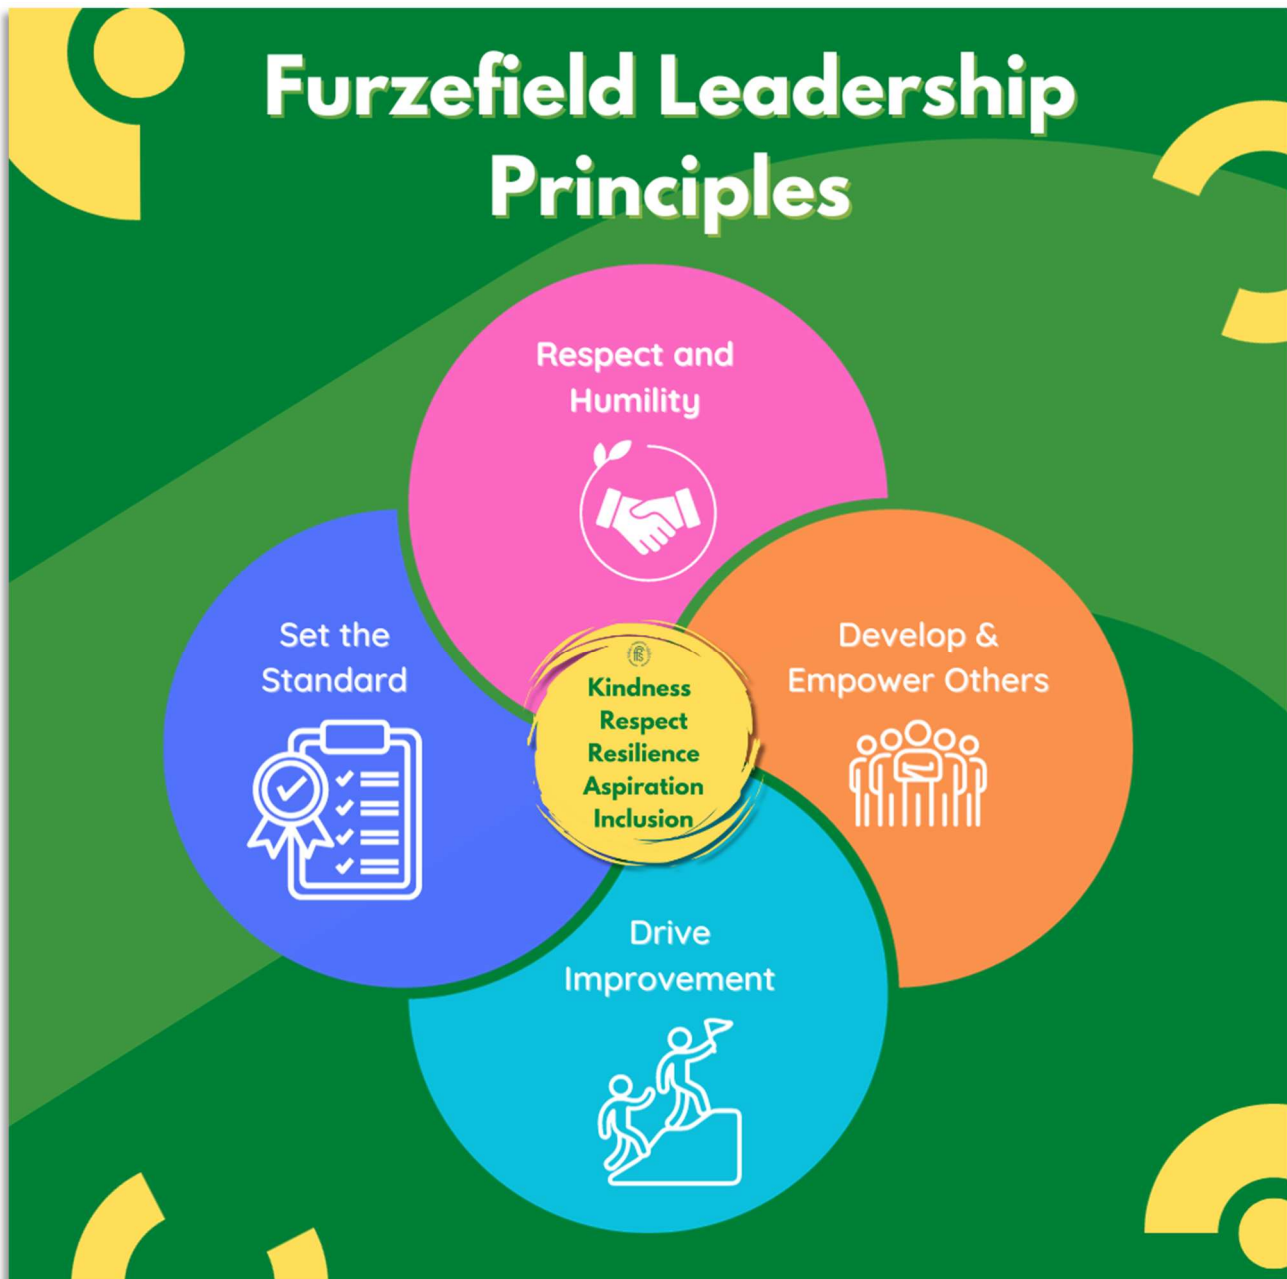 Furzefield Leadership
Principles
Respect and
Humility
Set the
Standard
Develop &
Empower Others
Kindness
Respect
Resilience
Aspiration
Inclusion
Drive
Improvement